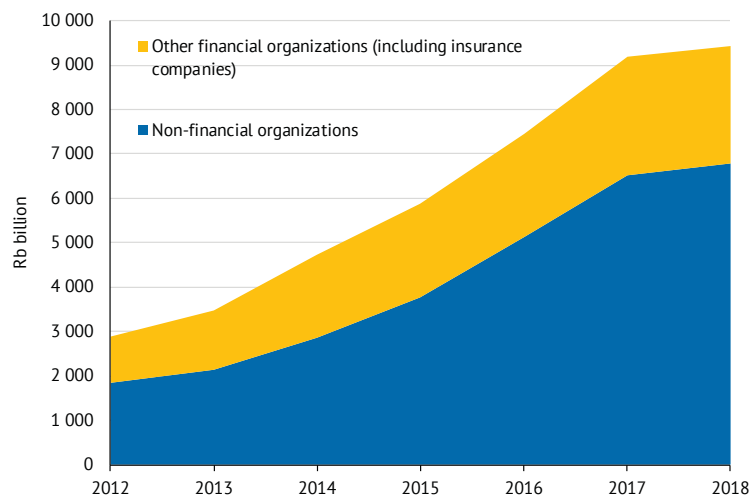 10 000
9 000
8 000
7 000
6 000
5 000
4 000
3 000
2 000
1 000
0
Rb billion
Other financial organizations (including insurance
companies)
Non-financial organizations
2012 2013 2014 2015 2016 2017 2018